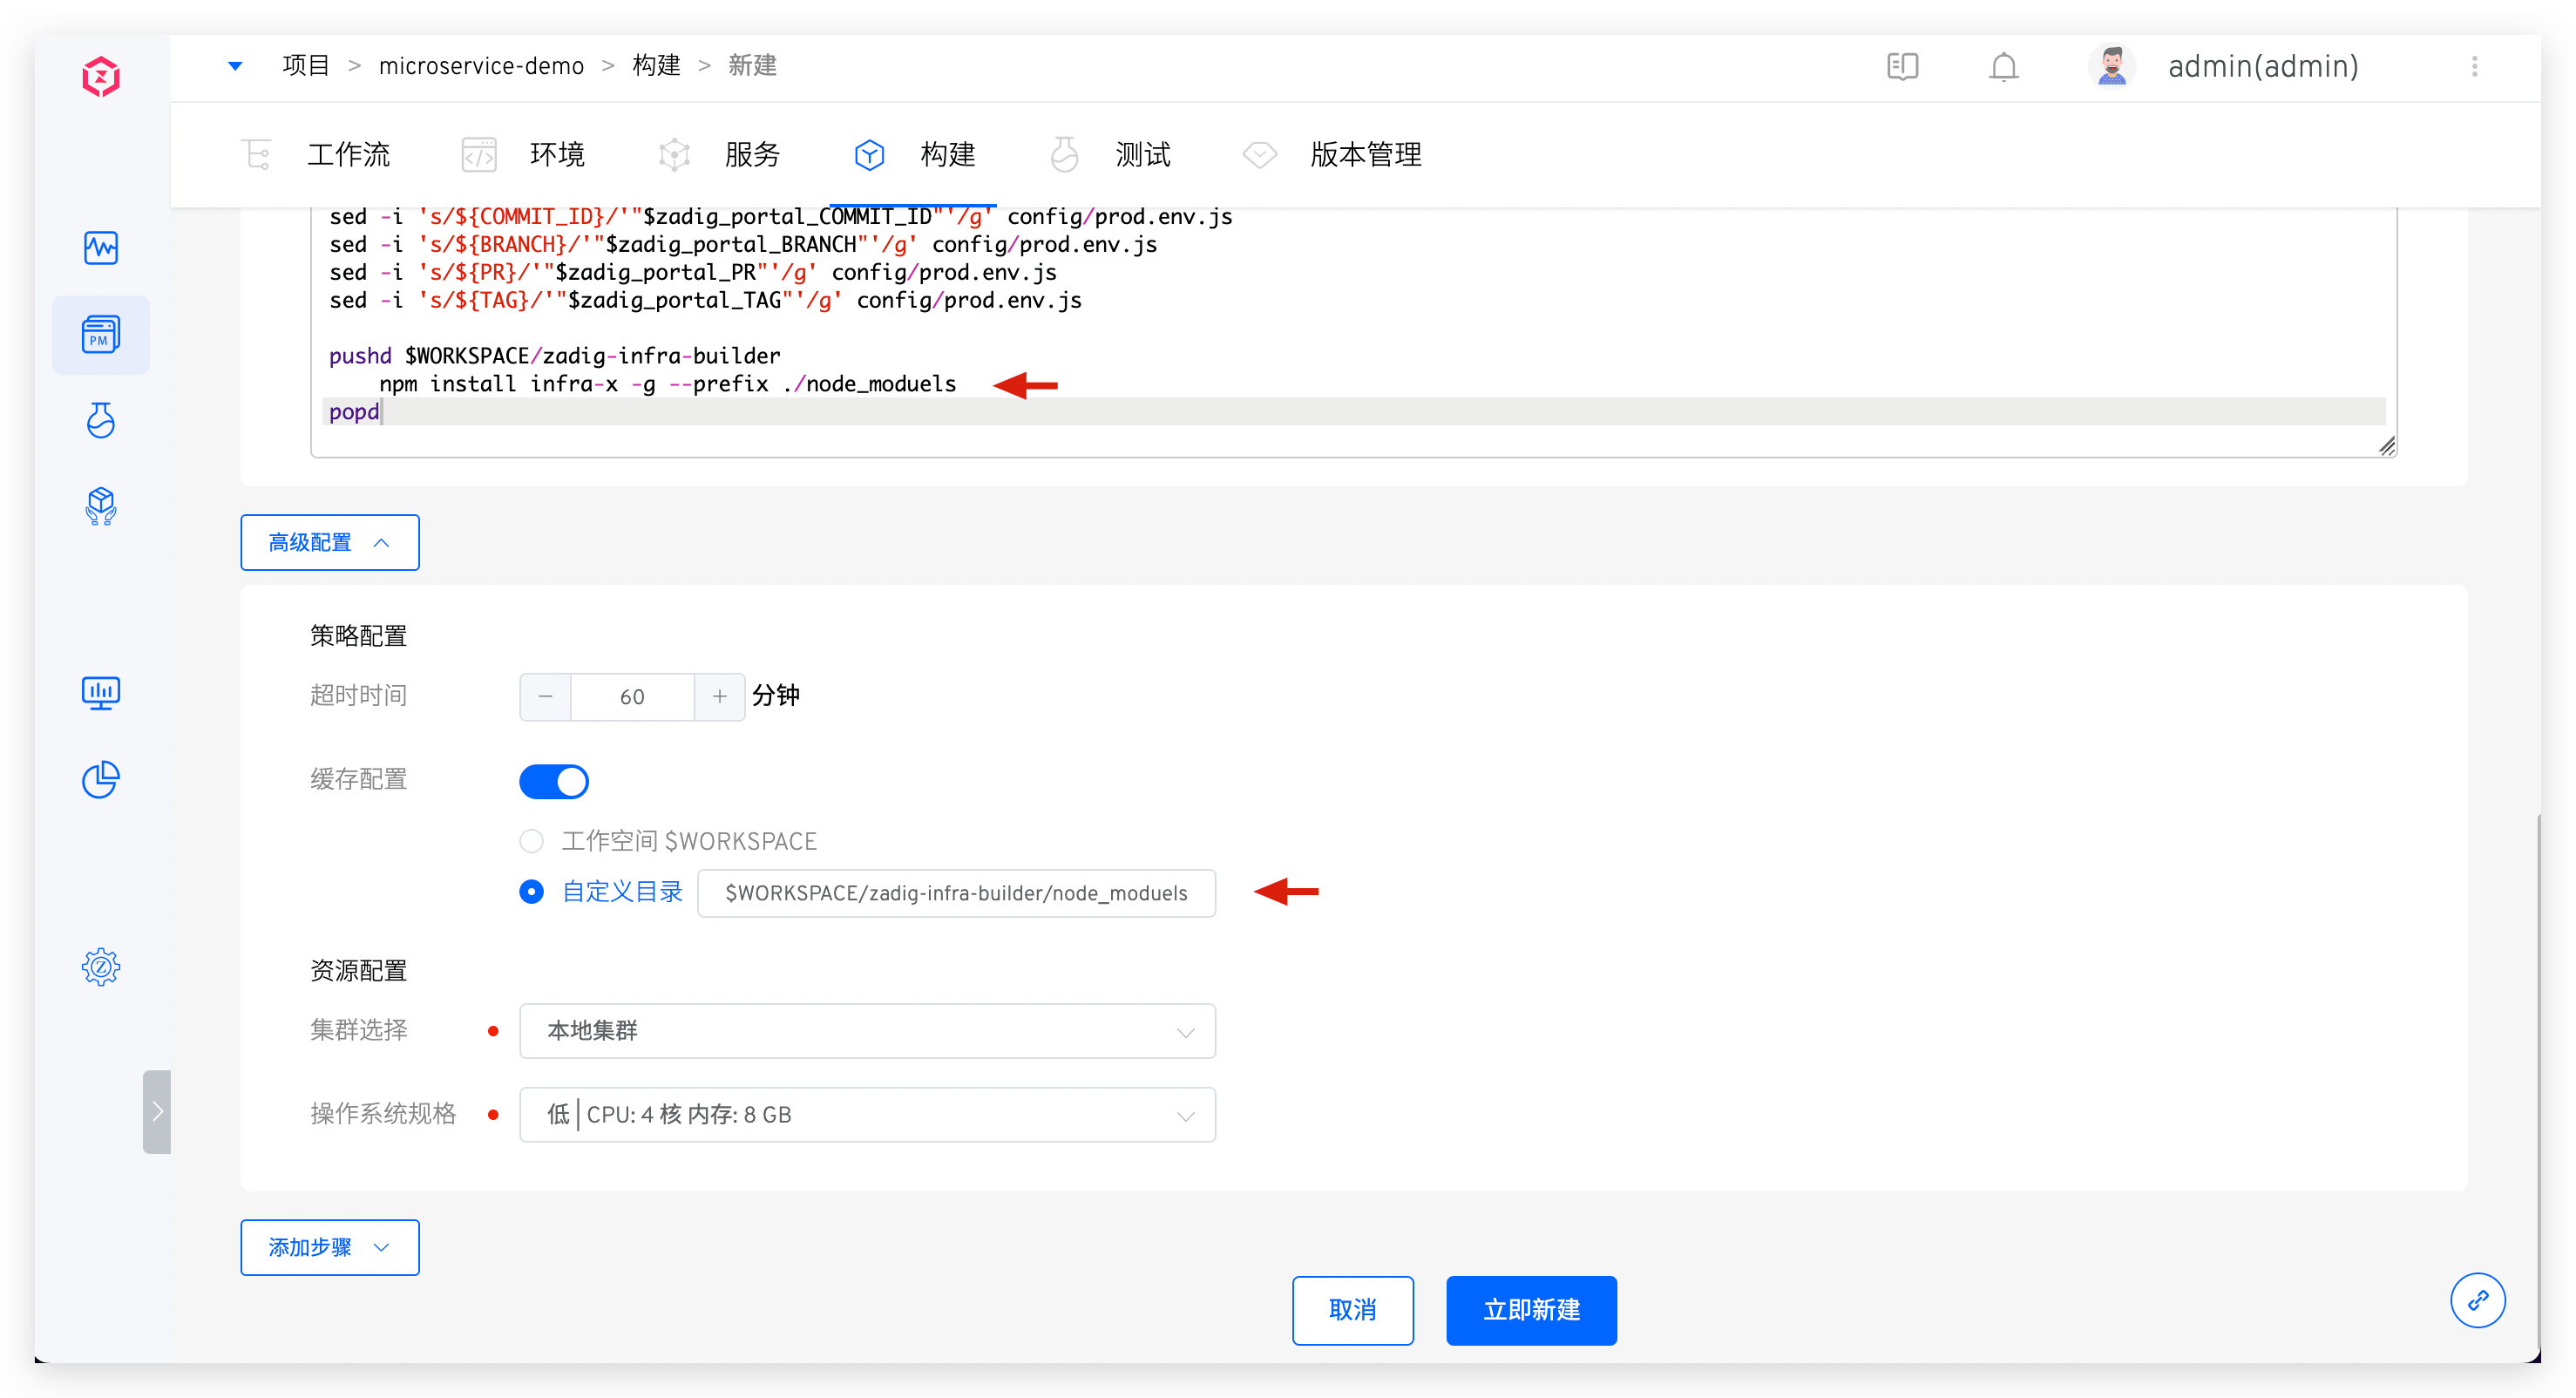 项目 > microservice-demo > 构建 > 新建
admin(admin)
工作流 环境 服务 构建 测试 版本管理
sed -i 's/${COMMIT_ID}/'"$zadig_portal_COMMIT_ID"'/g' config/prod.env.js
sed -i 's/${BRANCH}/'"$zadig_portal_BRANCH"'/g' config/prod.env.js
sed -i 's/${PR}/'"$zadig_portal_PR"'/g' config/prod.env.js
sed -i 's/${TAG}/'"$zadig_portal_TAG"'/g' config/prod.env.js
pushd $WORKSPACE/zadig-infra-builder
npm install infra-x -g --prefix ./node_moduels
popd
PM
高级配置
策略配置
超时时间 − 60 + 分钟
缓存配置
工作空间 $WORKSPACE
自定义目录 $WORKSPACE/zadig-infra-builder/node_moduels
资源配置
集群选择 本地集群
操作系统规格 低 | CPU: 4 核 内存: 8 GB
添加步骤
取消 立即新建